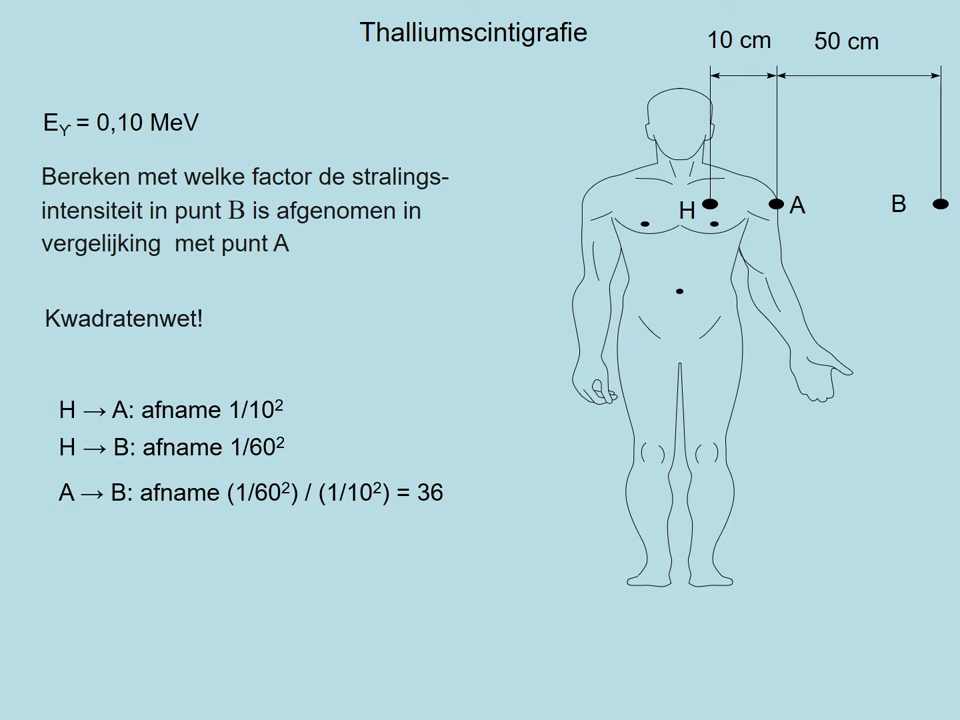 Thalliumscintigrafie
10 cm
50 cm
Eγ = 0,10 MeV
Bereken met welke factor de stralings-
intensiteit in punt B is afgenomen in
vergelijking met punt A
H
A
B
Kwadratenwet!
H → A: afname 1/10²
H → B: afname 1/60²
A → B: afname (1/60²) / (1/10²) = 36